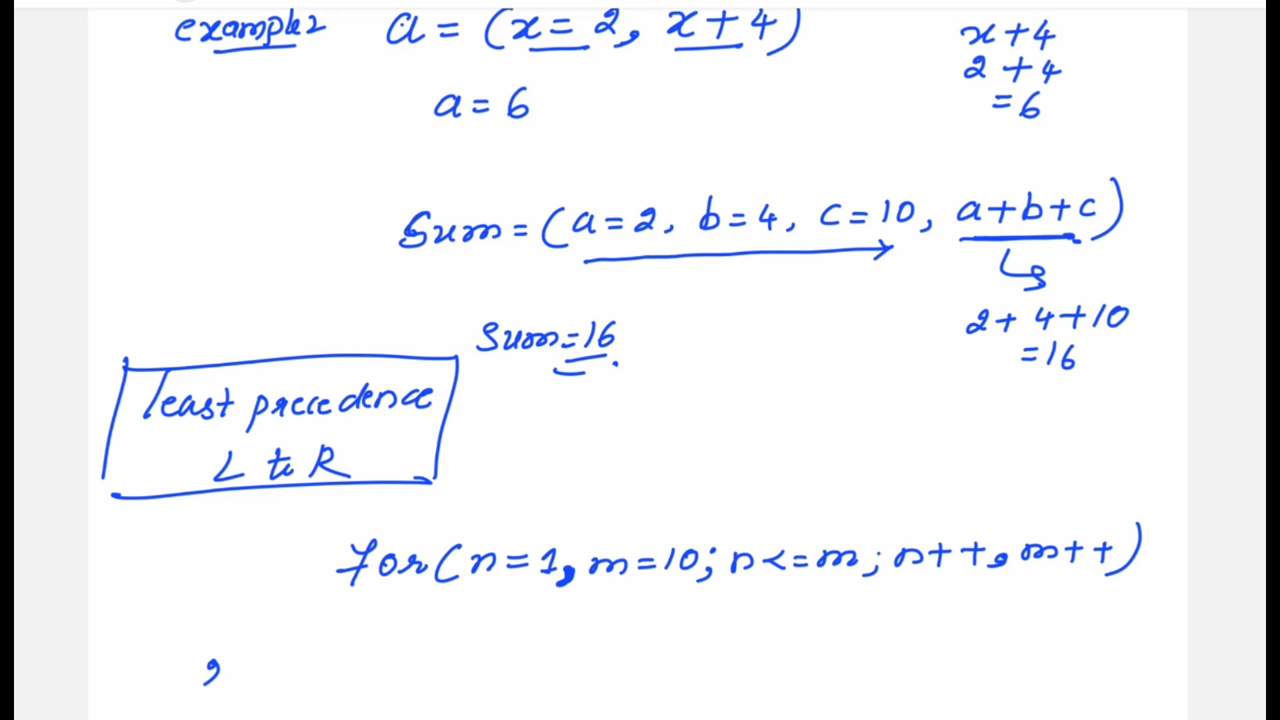 example2 a = (x = 2, x + 4)
x + 4
2 + 4
= 6
a = 6
Sum = (a = 2, b = 4, c = 10, a + b + c)
2 + 4 + 10
= 16
Sum = 16.
least precedence
L to R
for(n = 1, m = 10; n <= m; n++, m++)
,